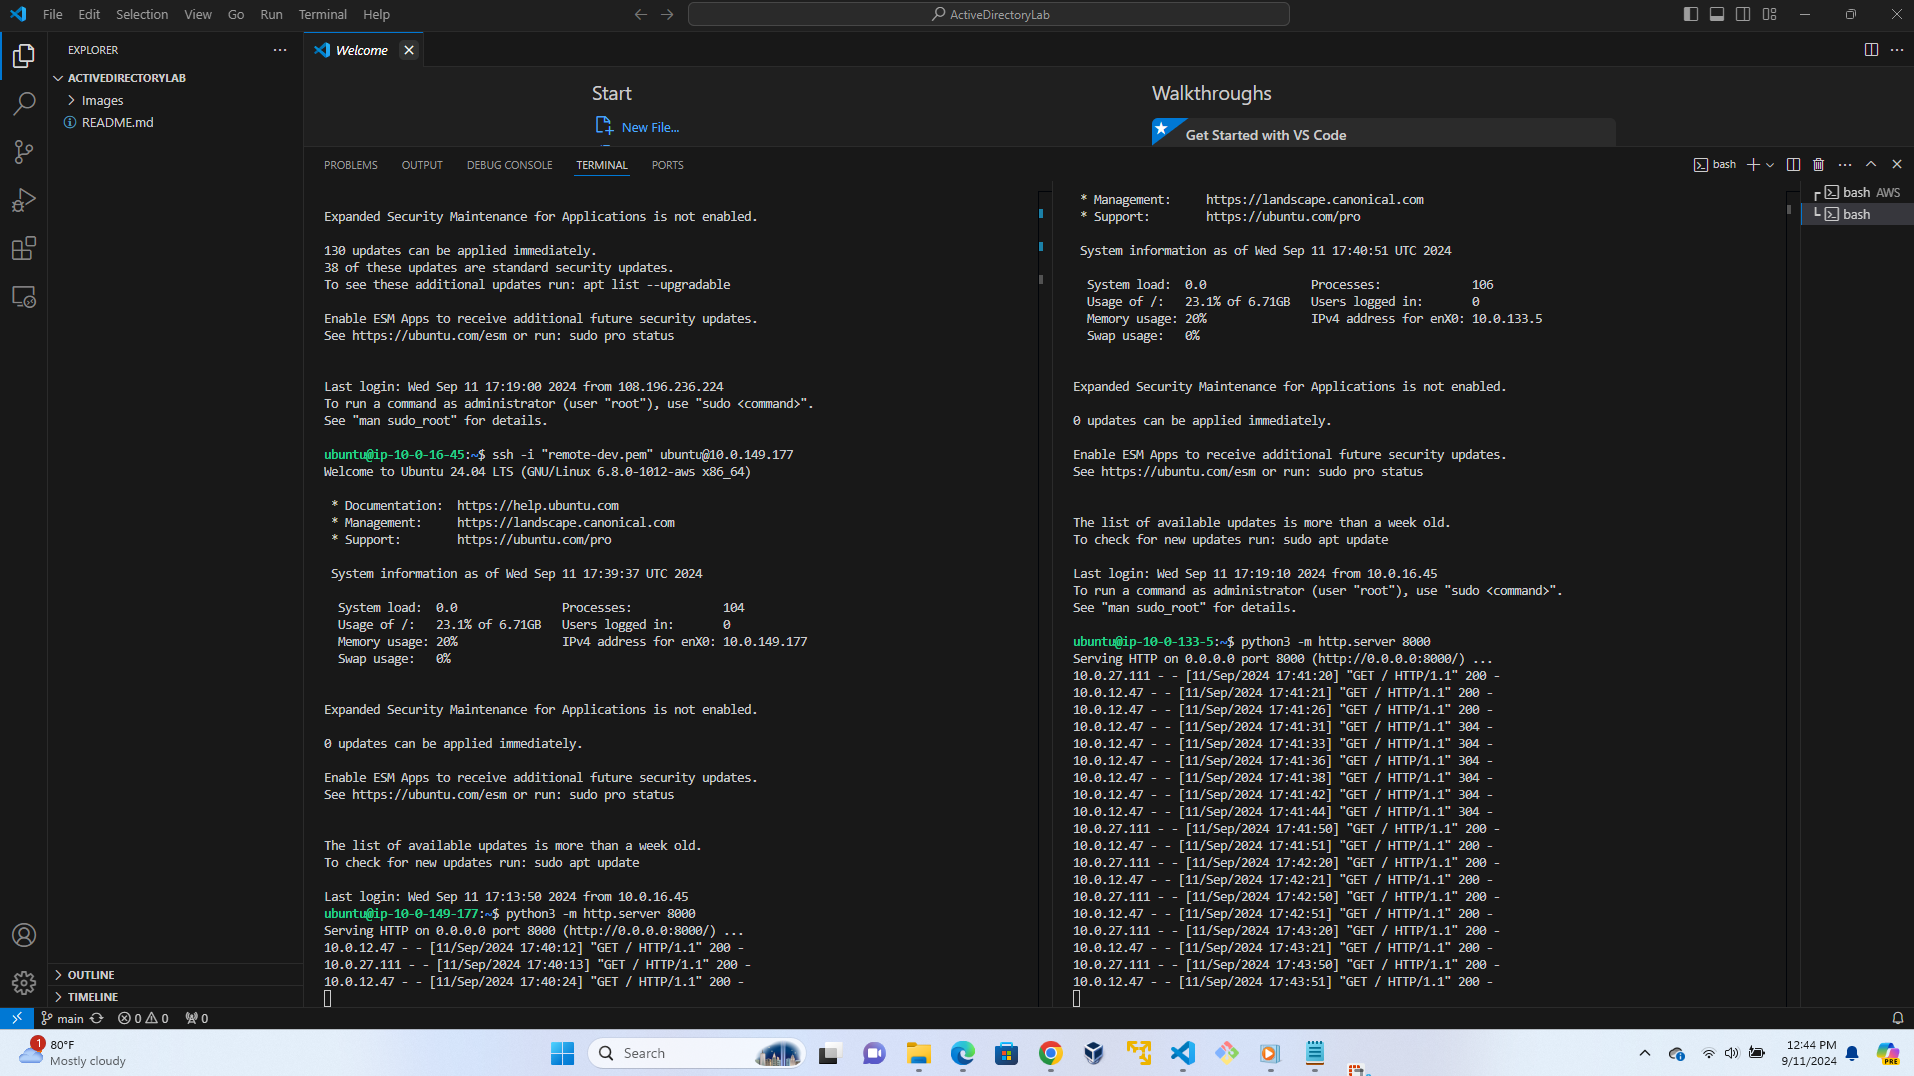 File Edit Selection View Go Run Terminal Help
ActiveDirectoryLab
EXPLORER
ACTIVEDIRECTORYLAB
Images
README.md
OUTLINE
TIMELINE
Welcome
Start
New File...
Walkthroughs
Get Started with VS Code
PROBLEMS OUTPUT DEBUG CONSOLE TERMINAL PORTS
bash
Expanded Security Maintenance for Applications is not enabled.
130 updates can be applied immediately.
38 of these updates are standard security updates.
To see these additional updates run: apt list --upgradable
Enable ESM Apps to receive additional future security updates.
See https://ubuntu.com/esm or run: sudo pro status
Last login: Wed Sep 11 17:19:00 2024 from 108.196.236.224
To run a command as administrator (user "root"), use "sudo <command>".
See "man sudo_root" for details.
ubuntu@ip-10-0-16-45:~$ ssh -i "remote-dev.pem" ubuntu@10.0.149.177
Welcome to Ubuntu 24.04 LTS (GNU/Linux 6.8.0-1012-aws x86_64)
* Documentation: https://help.ubuntu.com
* Management: https://landscape.canonical.com
* Support: https://ubuntu.com/pro
System information as of Wed Sep 11 17:39:37 UTC 2024
System load: 0.0 Processes: 104
Usage of /: 23.1% of 6.71GB Users logged in: 0
Memory usage: 20% IPv4 address for enX0: 10.0.149.177
Swap usage: 0%
Expanded Security Maintenance for Applications is not enabled.
0 updates can be applied immediately.
Enable ESM Apps to receive additional future security updates.
See https://ubuntu.com/esm or run: sudo pro status
The list of available updates is more than a week old.
To check for new updates run: sudo apt update
Last login: Wed Sep 11 17:13:50 2024 from 10.0.16.45
ubuntu@ip-10-0-149-177:~$ python3 -m http.server 8000
Serving HTTP on 0.0.0.0 port 8000 (http://0.0.0.0:8000/) ...
10.0.12.47 - - [11/Sep/2024 17:40:12] "GET / HTTP/1.1" 200 -
10.0.27.111 - - [11/Sep/2024 17:40:13] "GET / HTTP/1.1" 200 -
10.0.12.47 - - [11/Sep/2024 17:40:24] "GET / HTTP/1.1" 200 -
* Management: https://landscape.canonical.com
* Support: https://ubuntu.com/pro
System information as of Wed Sep 11 17:40:51 UTC 2024
System load: 0.0 Processes: 106
Usage of /: 23.1% of 6.71GB Users logged in: 0
Memory usage: 20% IPv4 address for enX0: 10.0.133.5
Swap usage: 0%
Expanded Security Maintenance for Applications is not enabled.
0 updates can be applied immediately.
Enable ESM Apps to receive additional future security updates.
See https://ubuntu.com/esm or run: sudo pro status
The list of available updates is more than a week old.
To check for new updates run: sudo apt update
Last login: Wed Sep 11 17:19:10 2024 from 10.0.16.45
To run a command as administrator (user "root"), use "sudo <command>".
See "man sudo_root" for details.
ubuntu@ip-10-0-133-5:~$ python3 -m http.server 8000
Serving HTTP on 0.0.0.0 port 8000 (http://0.0.0.0:8000/) ...
10.0.27.111 - - [11/Sep/2024 17:41:20] "GET / HTTP/1.1" 200 -
10.0.12.47 - - [11/Sep/2024 17:41:21] "GET / HTTP/1.1" 200 -
10.0.12.47 - - [11/Sep/2024 17:41:26] "GET / HTTP/1.1" 200 -
10.0.12.47 - - [11/Sep/2024 17:41:31] "GET / HTTP/1.1" 304 -
10.0.12.47 - - [11/Sep/2024 17:41:33] "GET / HTTP/1.1" 304 -
10.0.12.47 - - [11/Sep/2024 17:41:36] "GET / HTTP/1.1" 304 -
10.0.12.47 - - [11/Sep/2024 17:41:38] "GET / HTTP/1.1" 304 -
10.0.12.47 - - [11/Sep/2024 17:41:42] "GET / HTTP/1.1" 304 -
10.0.12.47 - - [11/Sep/2024 17:41:44] "GET / HTTP/1.1" 304 -
10.0.27.111 - - [11/Sep/2024 17:41:50] "GET / HTTP/1.1" 200 -
10.0.12.47 - - [11/Sep/2024 17:41:51] "GET / HTTP/1.1" 200 -
10.0.27.111 - - [11/Sep/2024 17:42:20] "GET / HTTP/1.1" 200 -
10.0.12.47 - - [11/Sep/2024 17:42:21] "GET / HTTP/1.1" 200 -
10.0.27.111 - - [11/Sep/2024 17:42:50] "GET / HTTP/1.1" 200 -
10.0.12.47 - - [11/Sep/2024 17:42:51] "GET / HTTP/1.1" 200 -
10.0.27.111 - - [11/Sep/2024 17:43:20] "GET / HTTP/1.1" 200 -
10.0.12.47 - - [11/Sep/2024 17:43:21] "GET / HTTP/1.1" 200 -
10.0.27.111 - - [11/Sep/2024 17:43:50] "GET / HTTP/1.1" 200 -
10.0.12.47 - - [11/Sep/2024 17:43:51] "GET / HTTP/1.1" 200 -
bash AWS
bash
main 0 0 0
1
80°F
Mostly cloudy
Search
12:44 PM
9/11/2024
PRE